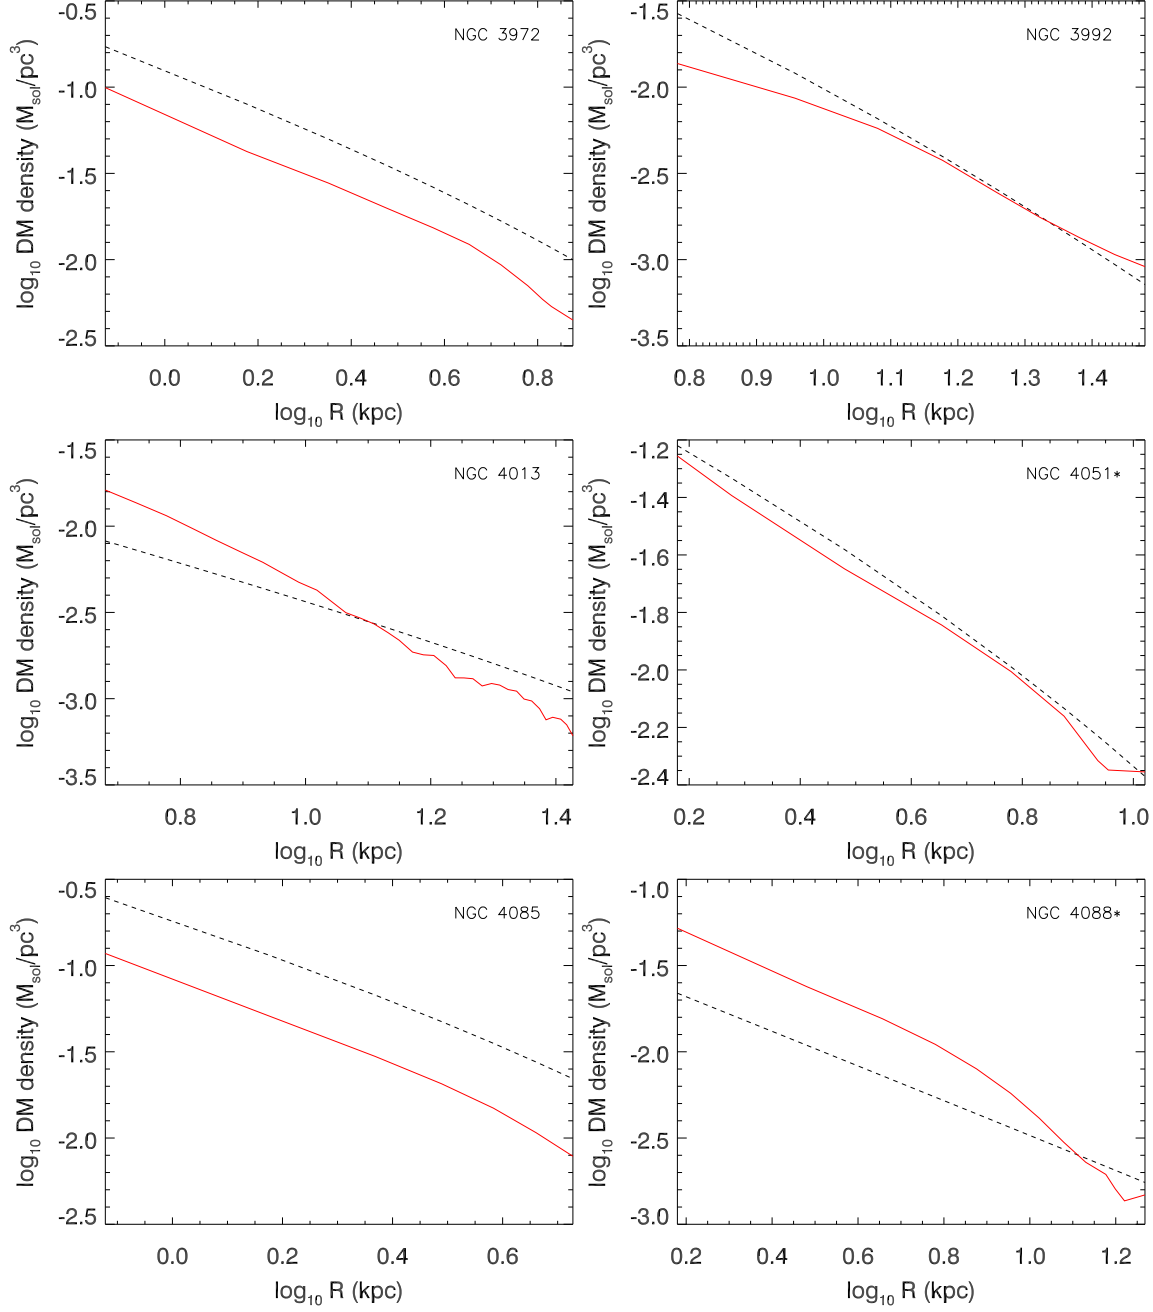 NGC 3972
-0.5
-1.0
-1.5
-2.0
-2.5
0.0 0.2 0.4 0.6 0.8
log₁₀ R (kpc)
log₁₀ DM density (M_sol/pc³)
NGC 3992
-1.5
-2.0
-2.5
-3.0
-3.5
0.8 0.9 1.0 1.1 1.2 1.3 1.4
log₁₀ R (kpc)
log₁₀ DM density (M_sol/pc³)
NGC 4013
-1.5
-2.0
-2.5
-3.0
-3.5
0.8 1.0 1.2 1.4
log₁₀ R (kpc)
log₁₀ DM density (M_sol/pc³)
NGC 4051*
-1.2
-1.4
-1.6
-1.8
-2.0
-2.2
-2.4
0.2 0.4 0.6 0.8 1.0
log₁₀ R (kpc)
log₁₀ DM density (M_sol/pc³)
NGC 4085
-0.5
-1.0
-1.5
-2.0
-2.5
0.0 0.2 0.4 0.6
log₁₀ R (kpc)
log₁₀ DM density (M_sol/pc³)
NGC 4088*
-1.0
-1.5
-2.0
-2.5
-3.0
0.2 0.4 0.6 0.8 1.0 1.2
log₁₀ R (kpc)
log₁₀ DM density (M_sol/pc³)